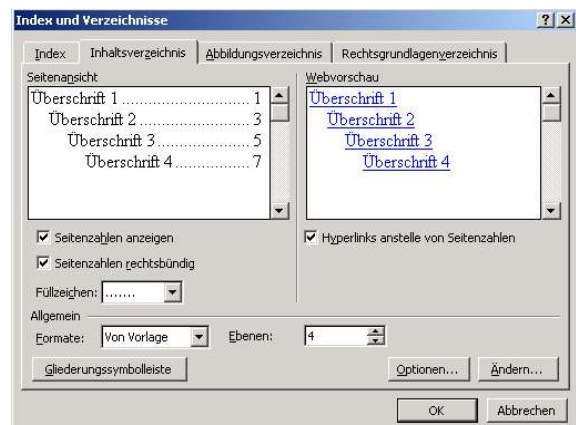 Index und Verzeichnisse
Index Inhaltsverzeichnis Abbildungsverzeichnis Rechtsgrundlagenverzeichnis
Seitenansicht
Überschrift 1 ........................... 1
Überschrift 2 ....................... 3
Überschrift 3 ................... 5
Überschrift 4 ............... 7
Webvorschau
Überschrift 1
Überschrift 2
Überschrift 3
Überschrift 4
Seitenzahlen anzeigen
Seitenzahlen rechtsbündig
Hyperlinks anstelle von Seitenzahlen
Füllzeichen: .......
Allgemein
Formate: Von Vorlage Ebenen: 4
Gliederungssymbolleiste Optionen... Ändern...
OK Abbrechen